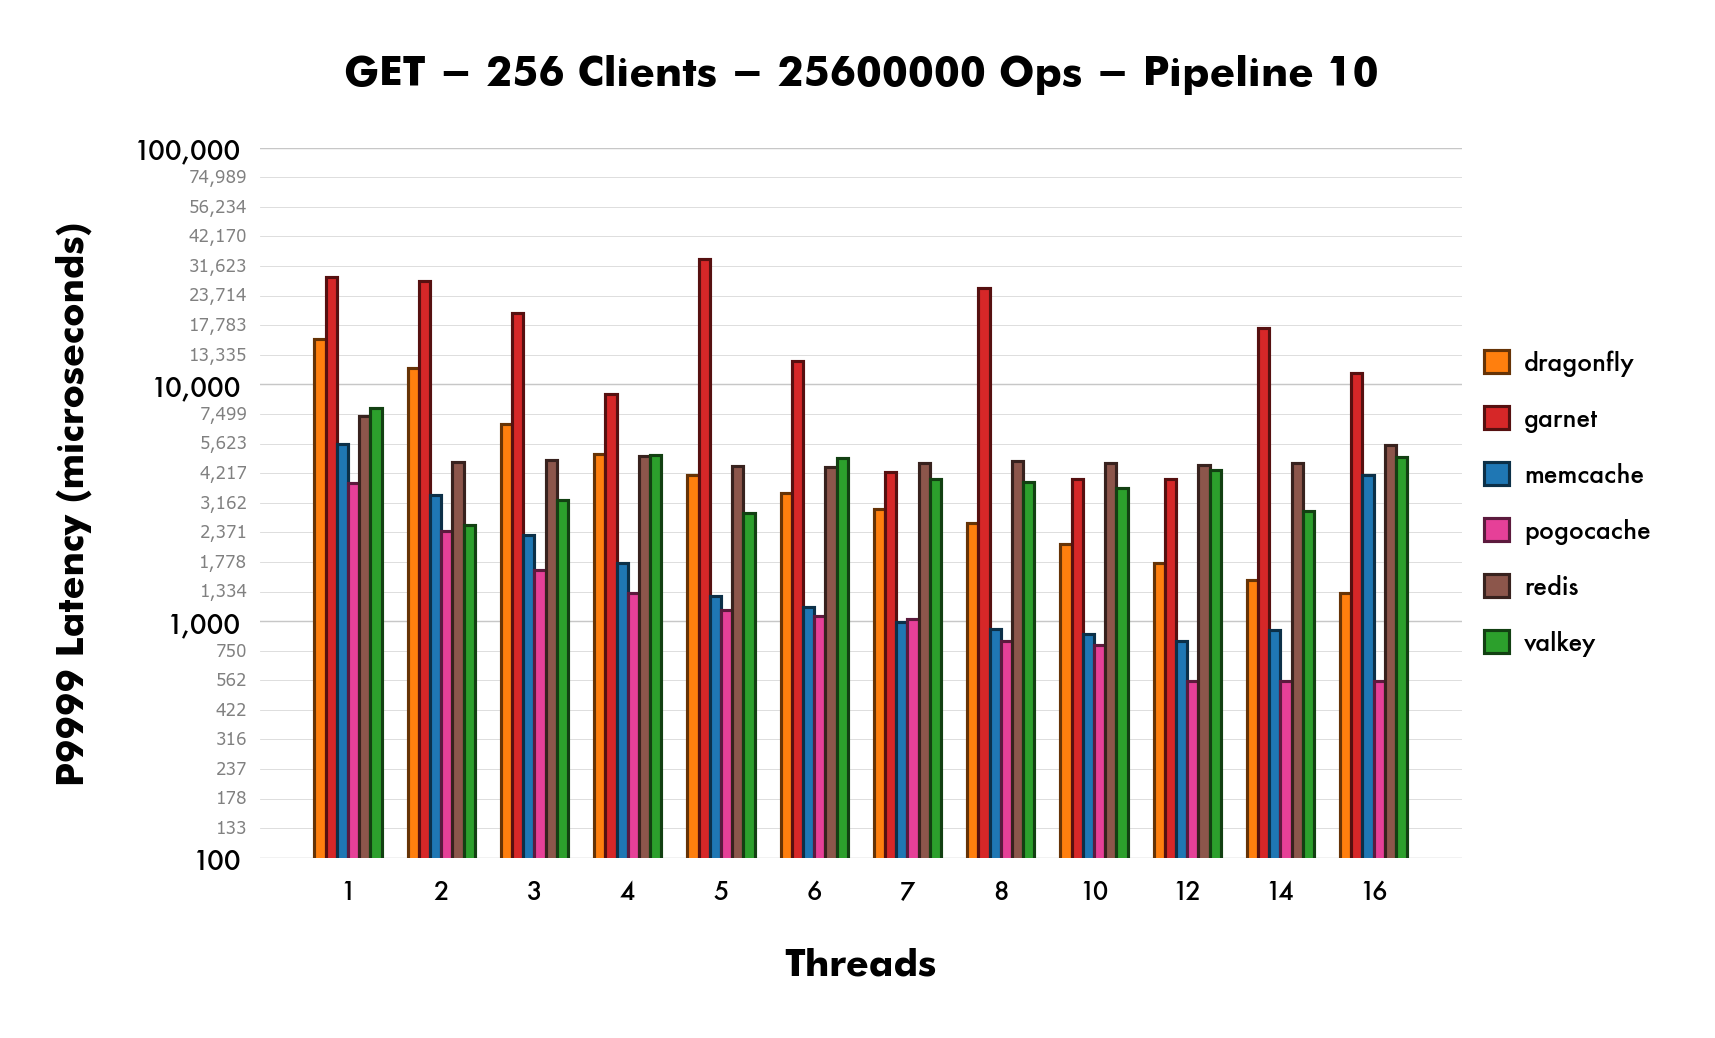 GET – 256 Clients – 25600000 Ops – Pipeline 10
P9999 Latency (microseconds)
100,000
74,989
56,234
42,170
31,623
23,714
17,783
13,335
10,000
7,499
5,623
4,217
3,162
2,371
1,778
1,334
1,000
750
562
422
316
237
178
133
100
1 2 3 4 5 6 7 8 10 12 14 16
Threads
dragonfly
garnet
memcache
pogocache
redis
valkey